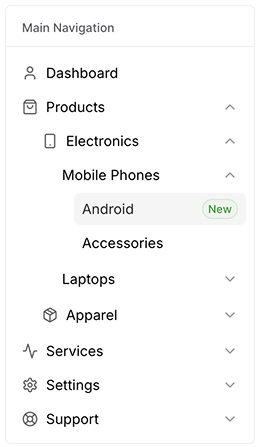 Main Navigation
Dashboard
Products
Electronics
Mobile Phones
Android New
Accessories
Laptops
Apparel
Services
Settings
Support